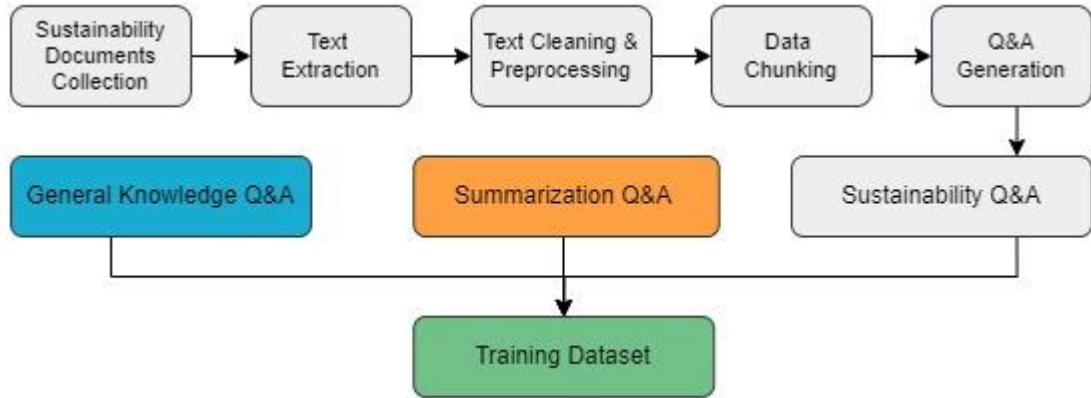 Sustainability
Documents
Collection
Text
Extraction
Text Cleaning &
Preprocessing
Data
Chunking
Q&A
Generation
General Knowledge Q&A
Summarization Q&A
Sustainability Q&A
Training Dataset